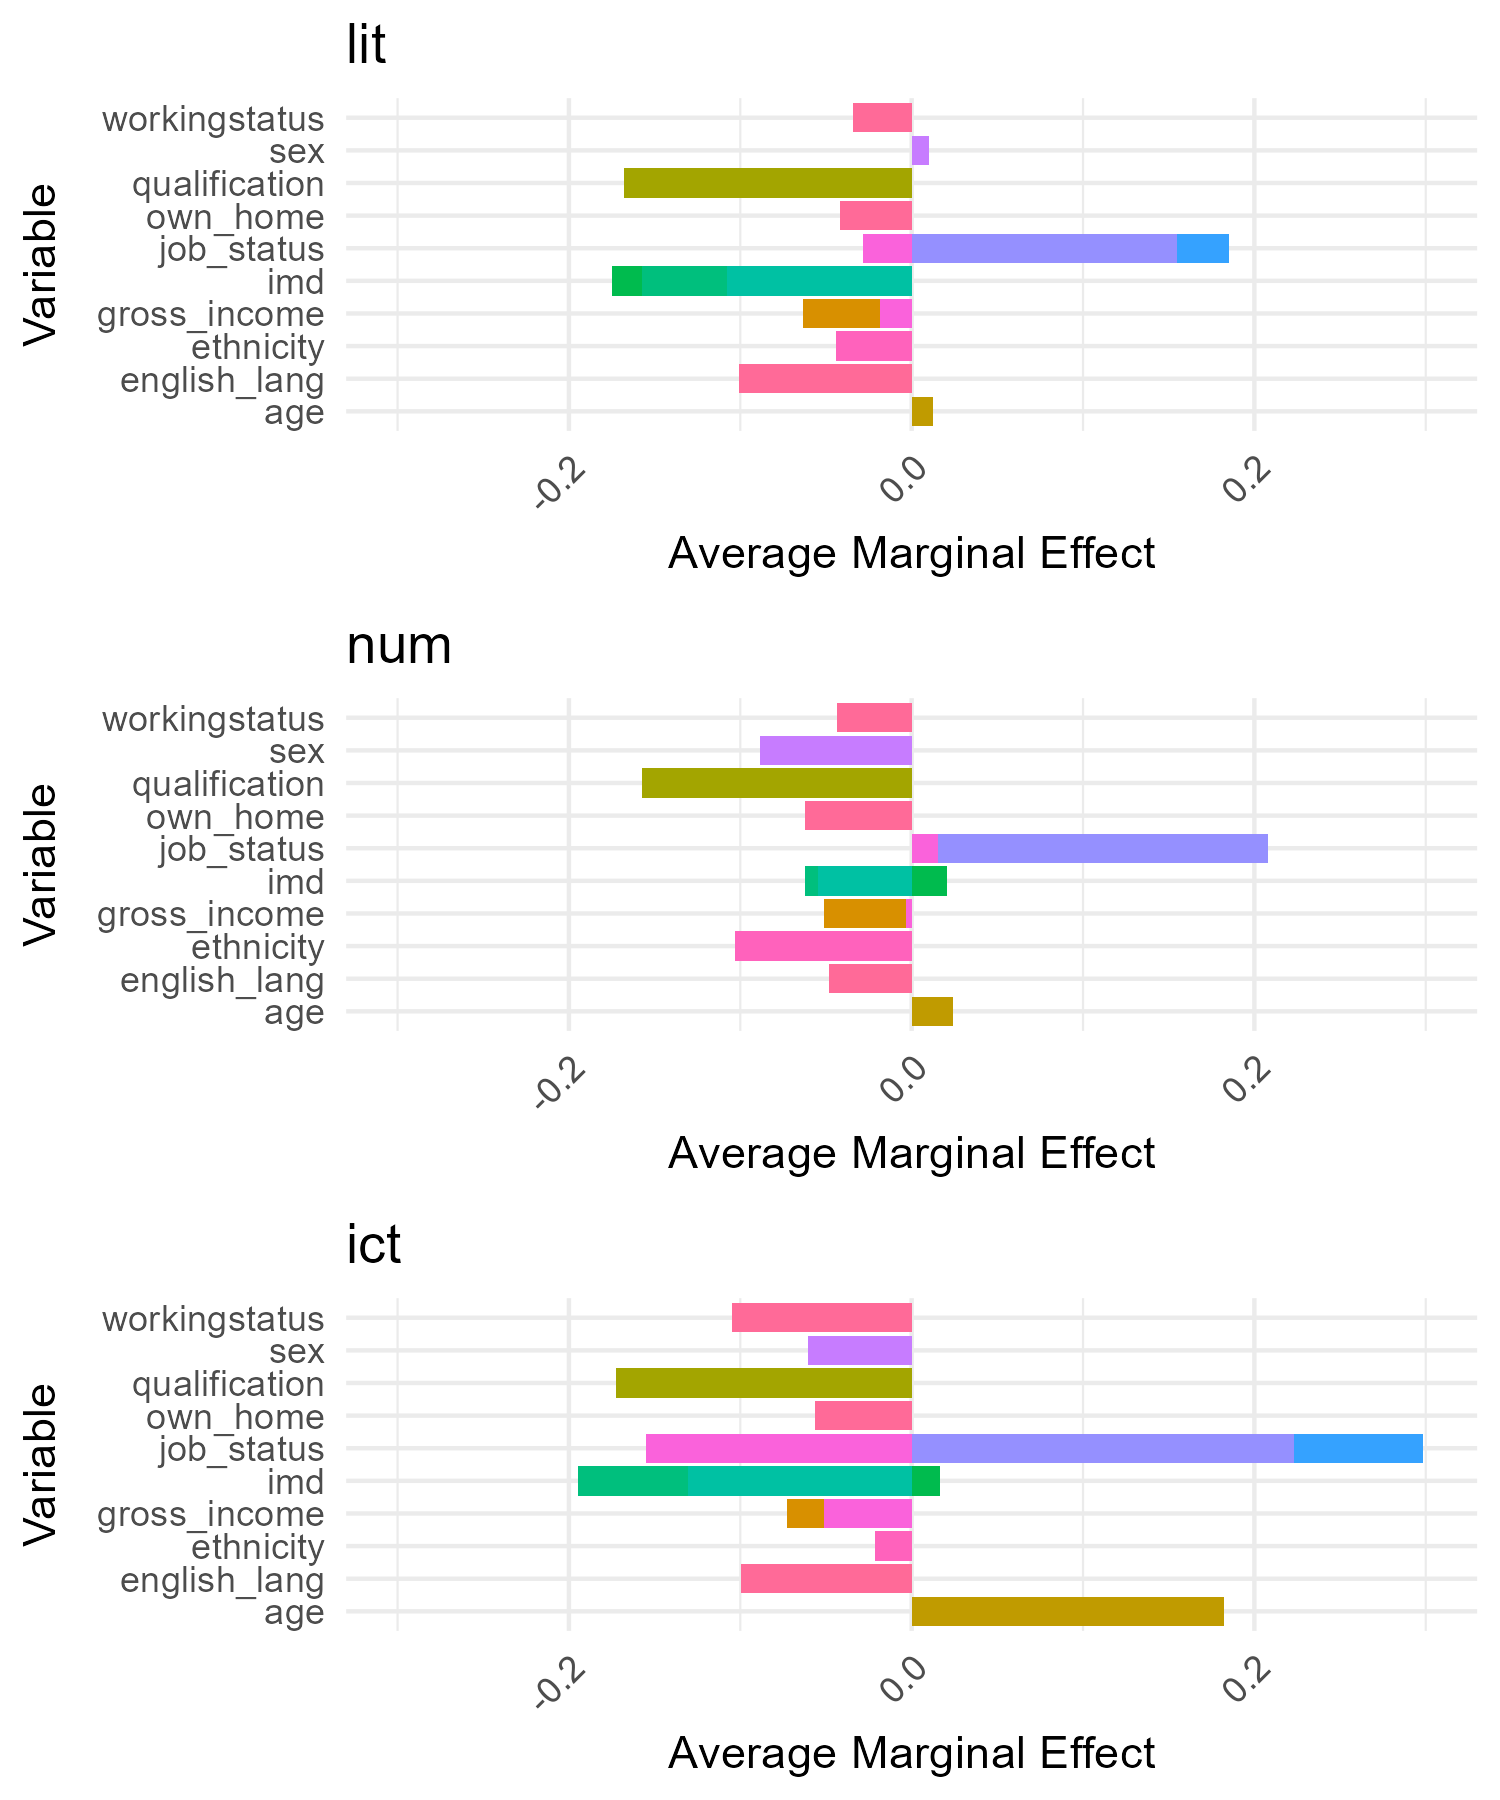 lit
Variable
workingstatus
sex
qualification
own_home
job_status
imd
gross_income
ethnicity
english_lang
age
-0.2
0.0
0.2
Average Marginal Effect
num
Variable
workingstatus
sex
qualification
own_home
job_status
imd
gross_income
ethnicity
english_lang
age
-0.2
0.0
0.2
Average Marginal Effect
ict
Variable
workingstatus
sex
qualification
own_home
job_status
imd
gross_income
ethnicity
english_lang
age
-0.2
0.0
0.2
Average Marginal Effect